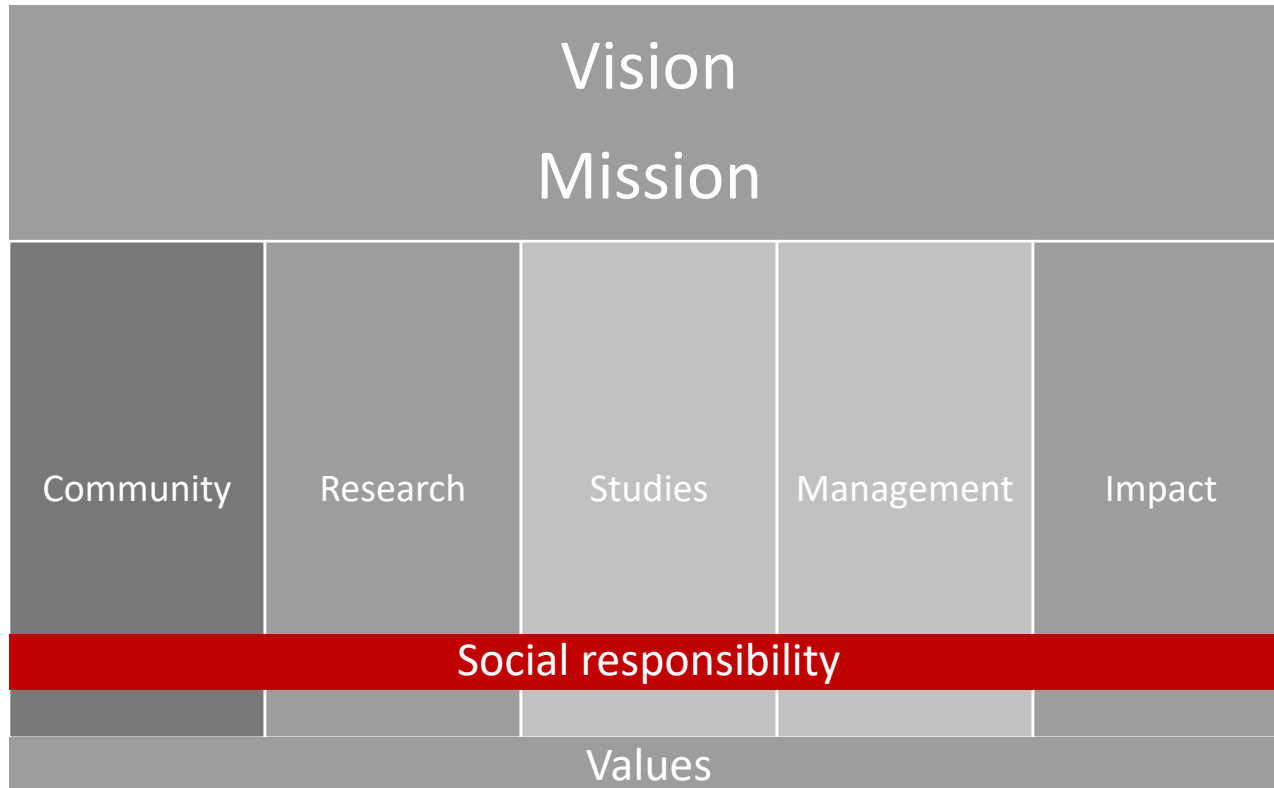 Vision
Mission
Community
Research
Studies
Management
Impact
Social responsibility
Values